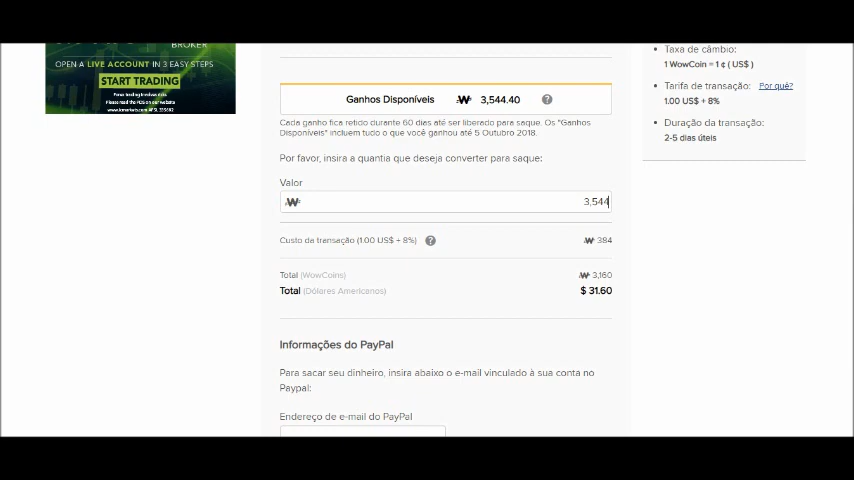 BROKER
OPEN A LIVE ACCOUNT IN 3 EASY STEPS
START TRADING
Ganhos Disponíveis W 3,544.40 ?
Cada ganho fica retido durante 60 dias até ser liberado para saque. Os "Ganhos
Disponíveis" incluem tudo o que você ganhou até 5 Outubro 2018.
Por favor, insira a quantia que deseja converter para saque:
Valor
W 3,544
Custo da transação (1.00 US$ + 8%) ? W 384
Total (WowCoins) W 3,160
Total (Dólares Americanos) $ 31.60
Informações do PayPal
Para sacar seu dinheiro, insira abaixo o e-mail vinculado à sua conta no
Paypal:
Endereço de e-mail do PayPal
Taxa de câmbio:
1 WowCoin = 1 ¢ ( US$ )
Tarifa de transação: Por quê?
1.00 US$ + 8%
Duração da transação:
2-5 dias úteis